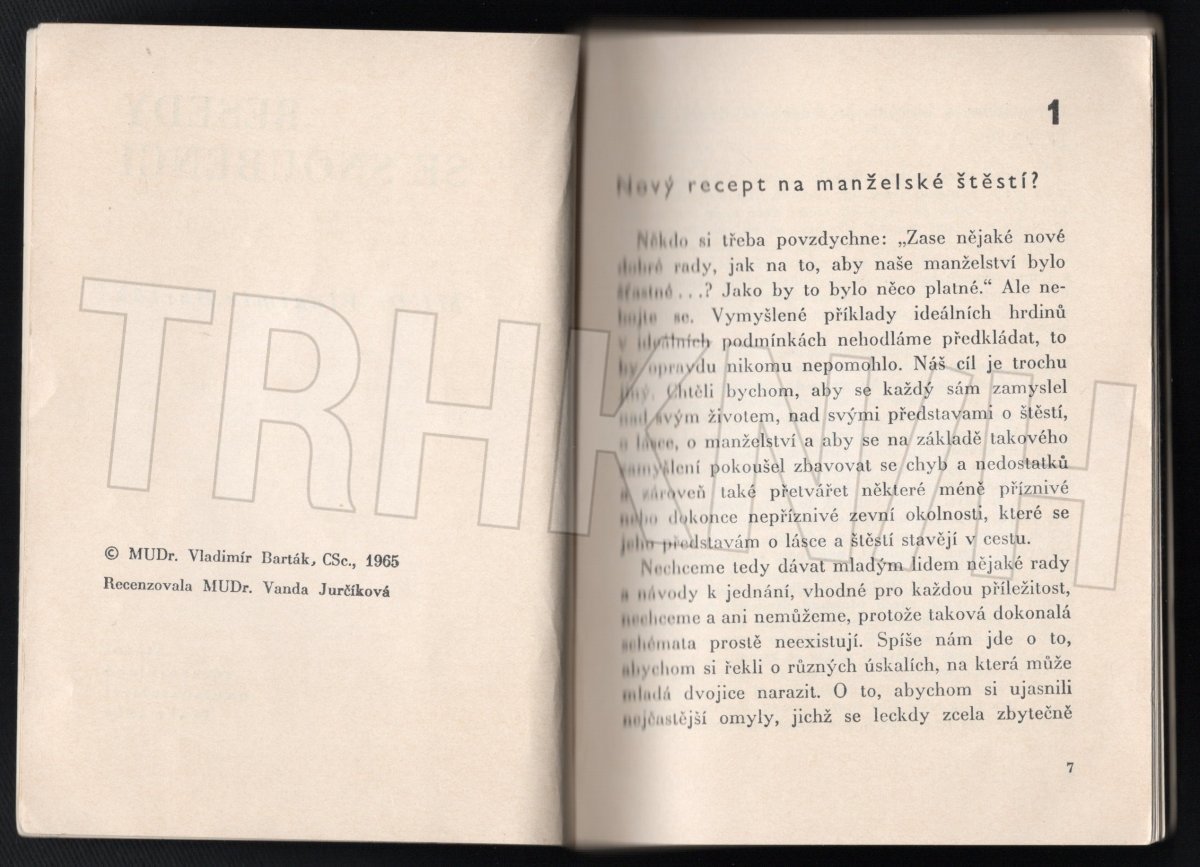 © MUDr. Vladimír Barták, CSc., 1965
Recenzovala MUDr. Vanda Jurčíková
1
Nový recept na manželské štěstí?
Někdo si třeba povzdychne: „Zase nějaké nové
dobré rady, jak na to, aby naše manželství bylo
šťastné...? Jako by to bylo něco platné.“ Ale ne-
bojte se. Vymyšlené příklady ideálních hrdinů
v ideálních podmínkách nehodláme předkládat, to
by opravdu nikomu nepomohlo. Náš cíl je trochu
jiný. Chtěli bychom, aby se každý sám zamyslel
nad svým životem, nad svými představami o štěstí,
o lásce, o manželství a aby se na základě takového
zamyšlení pokoušel zbavovat se chyb a nedostatků
a zároveň také přetvářet některé méně příznivé
nebo dokonce nepříznivé zevní okolnosti, které se
jeho představám o lásce a štěstí stavějí v cestu.
Nechceme tedy dávat mladým lidem nějaké rady
a návody k jednání, vhodné pro každou příležitost,
nechceme a ani nemůžeme, protože taková dokonalá
schémata prostě neexistují. Spíše nám jde o to,
abychom si řekli o různých úskalích, na která může
mladá dvojice narazit. O to, abychom si ujasnili
nejčastější omyly, jichž se leckdy zcela zbytečně
7
TRHKNIH